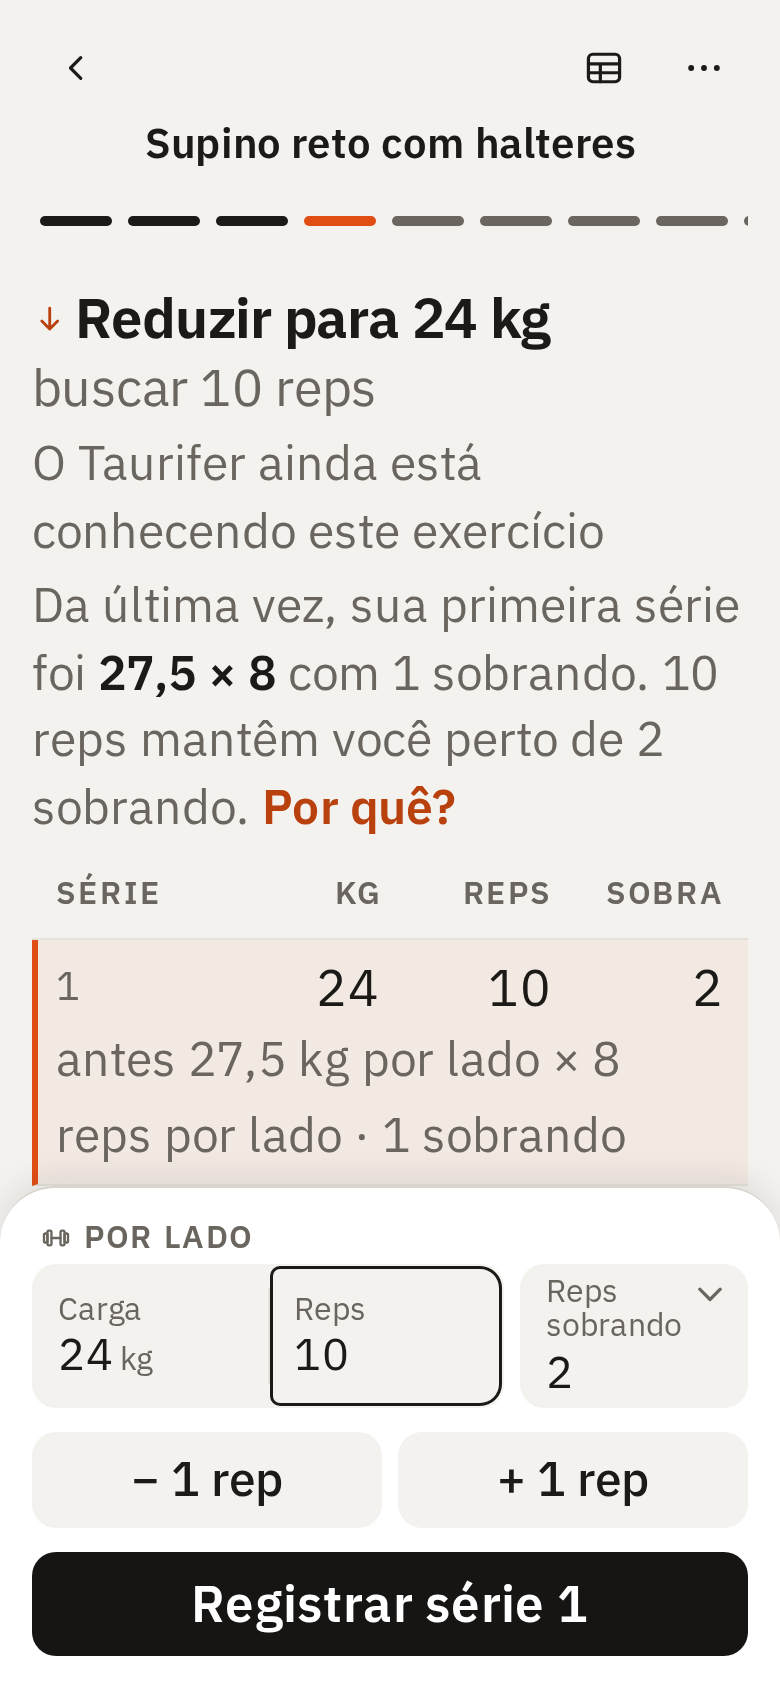 Supino reto com halteres
↓ Reduzir para 24 kg
buscar 10 reps
O Taurifer ainda está
conhecendo este exercício
Da última vez, sua primeira série
foi 27,5 × 8 com 1 sobrando. 10
reps mantêm você perto de 2
sobrando. Por quê?
SÉRIE KG REPS SOBRA
1 24 10 2
antes 27,5 kg por lado × 8
reps por lado · 1 sobrando
POR LADO
Carga
24 kg
Reps
10
Reps
sobrando
2
− 1 rep
+ 1 rep
Registrar série 1